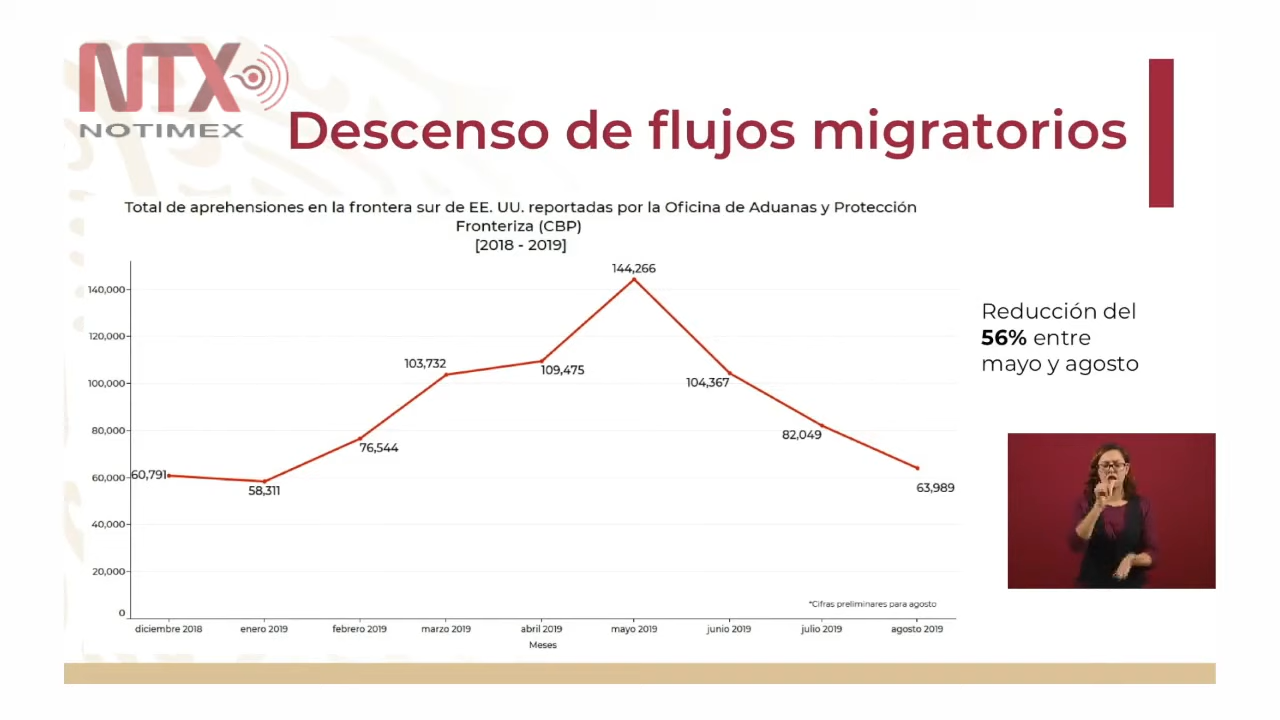 NTX
NOTIMEX
Descenso de flujos migratorios
Total de aprehensiones en la frontera sur de EE. UU. reportadas por la Oficina de Aduanas y Protección
Fronteriza (CBP)
[2018 - 2019]
144,266
140,000
120,000
103,732
109,475
100,000
104,367
80,000
76,544
82,049
60,000
60,791
58,311
63,989
40,000
20,000
0
Reducción del
56% entre
mayo y agosto
*Cifras preliminares para agosto
diciembre 2018 enero 2019 febrero 2019 marzo 2019 abril 2019 mayo 2019 junio 2019 julio 2019 agosto 2019
Meses